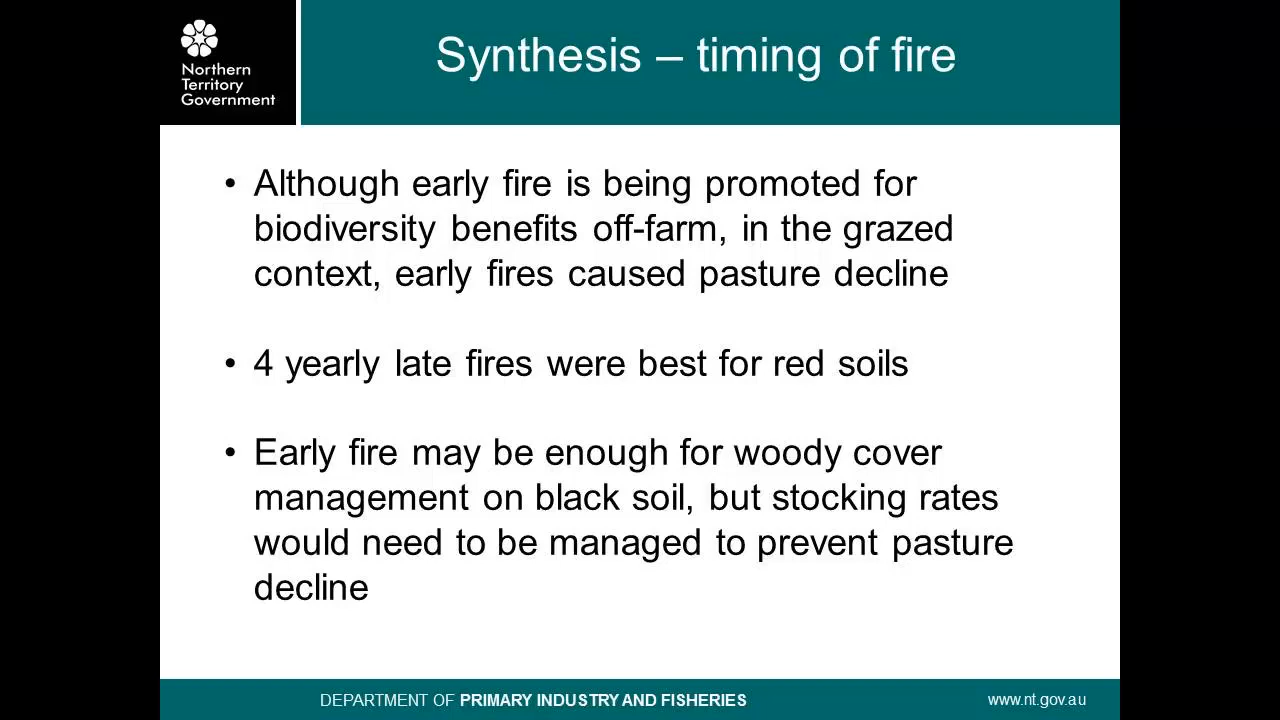 Northern
Territory
Government
Synthesis – timing of fire
• Although early fire is being promoted for
biodiversity benefits off-farm, in the grazed
context, early fires caused pasture decline
• 4 yearly late fires were best for red soils
• Early fire may be enough for woody cover
management on black soil, but stocking rates
would need to be managed to prevent pasture
decline
DEPARTMENT OF PRIMARY INDUSTRY AND FISHERIES
www.nt.gov.au